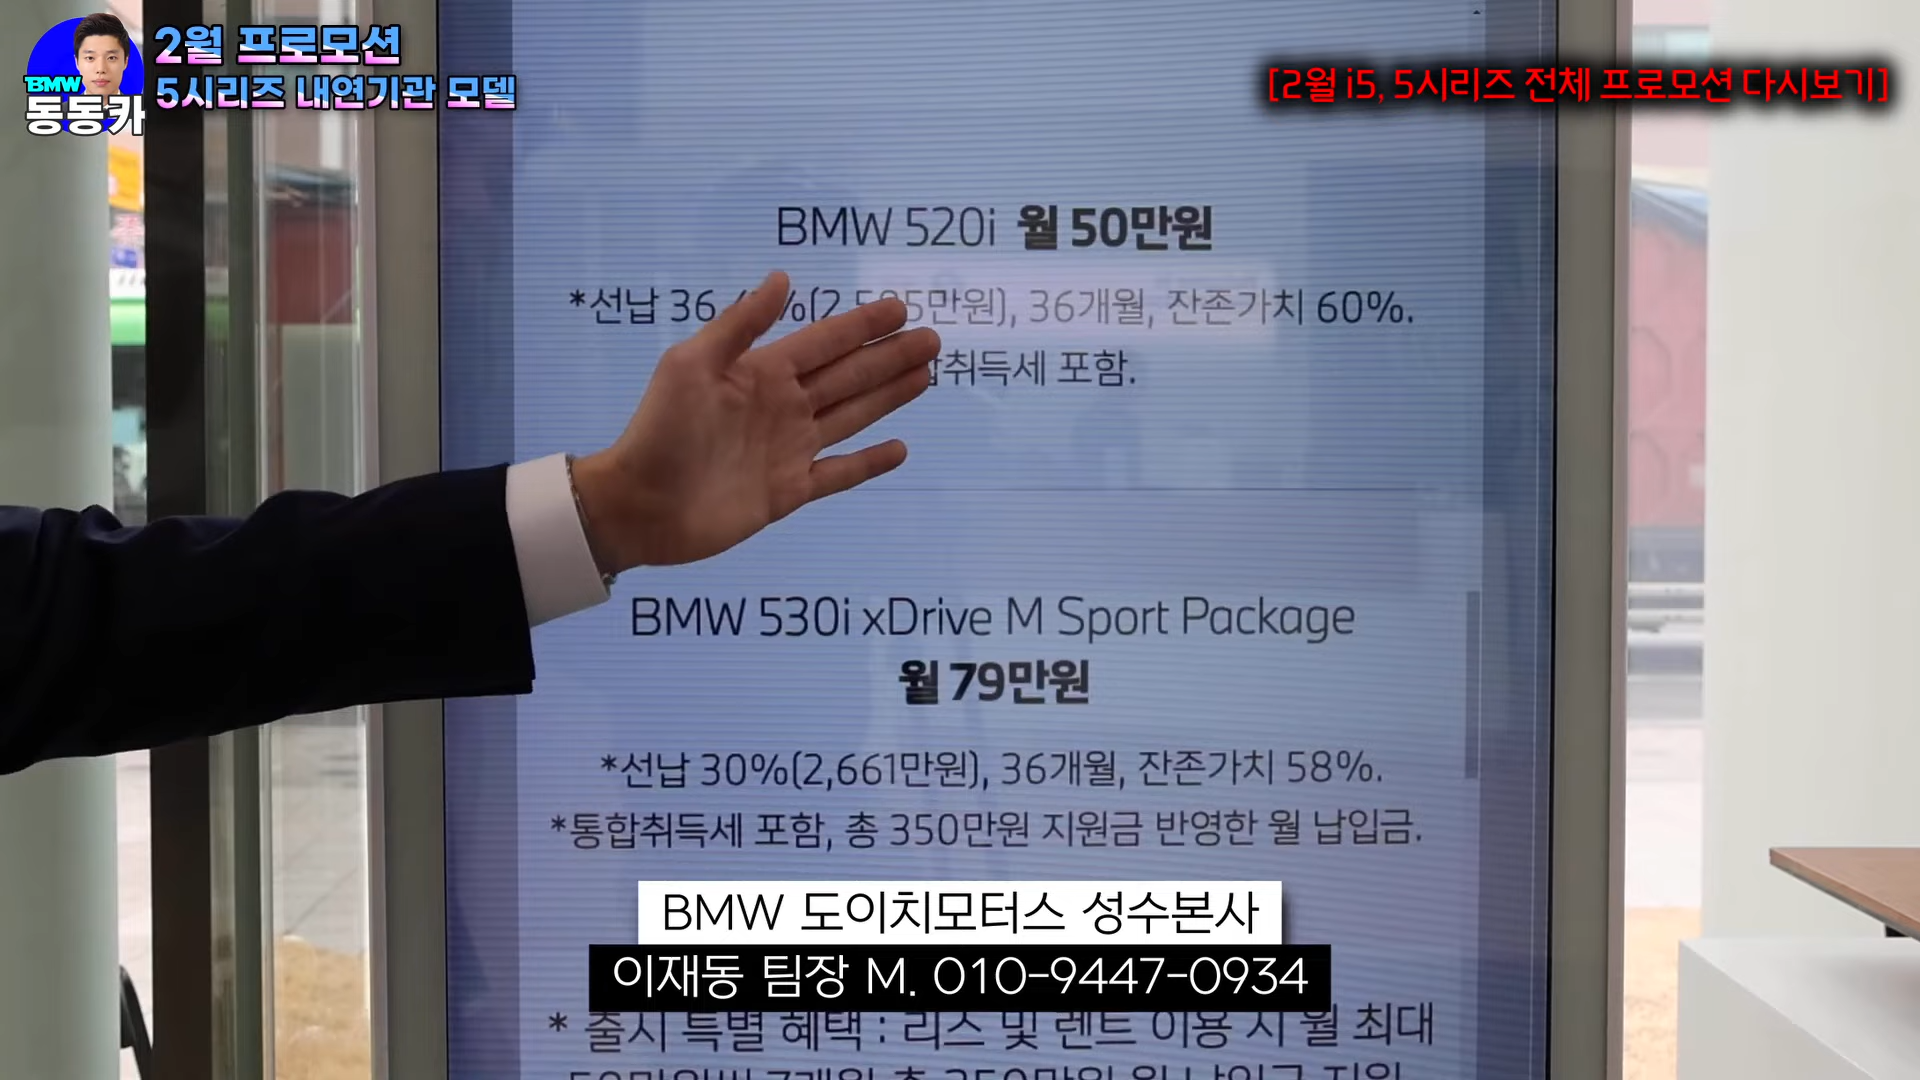 2월 프로모션
5시리즈 내연기관 모델
BMW
동동카
[2월 i5, 5시리즈 전체 프로모션 다시보기]
BMW 520i 월 50만원
*선납 36개월, 잔존가치 60%.
취득세 포함.
BMW 530i xDrive M Sport Package
월 79만원
*선납 30%(2,661만원), 36개월, 잔존가치 58%.
*통합취득세 포함, 총 350만원 지원금 반영한 월 납입금.
BMW 도이치모터스 성수본사
이재동 팀장 M. 010-9447-0934
* 출시 특별 혜택 : 리스 및 렌트 이용 시 월 최대